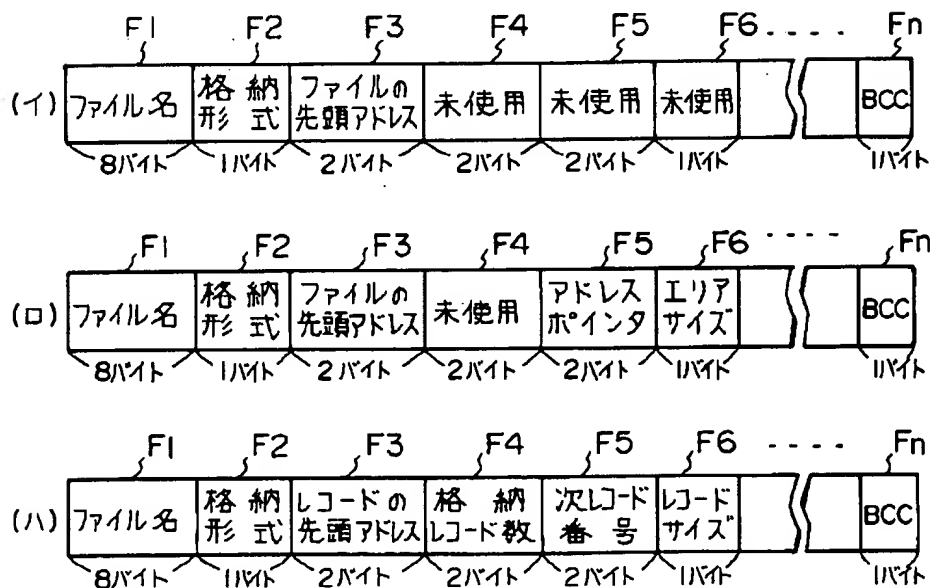 F1 F2 F3 F4 F5 F6 ・・・・ Fn
(イ) ファイル名 格納形式 ファイルの先頭アドレス 未使用 未使用 未使用 BCC
8バイト 1バイト 2バイト 2バイト 2バイト 1バイト 1バイト
F1 F2 F3 F4 F5 F6 ---- Fn
(ロ) ファイル名 格納形式 ファイルの先頭アドレス 未使用 アドレスポインタ エリアサイズ BCC
8バイト 1バイト 2バイト 2バイト 2バイト 1バイト 1バイト
F1 F2 F3 F4 F5 F6 ---- Fn
(ハ) ファイル名 格納形式 レコードの先頭アドレス 格納レコード数 次レコード番号 レコードサイズ BCC
8バイト 1バイト 2バイト 2バイト 2バイト 1バイト 1バイト